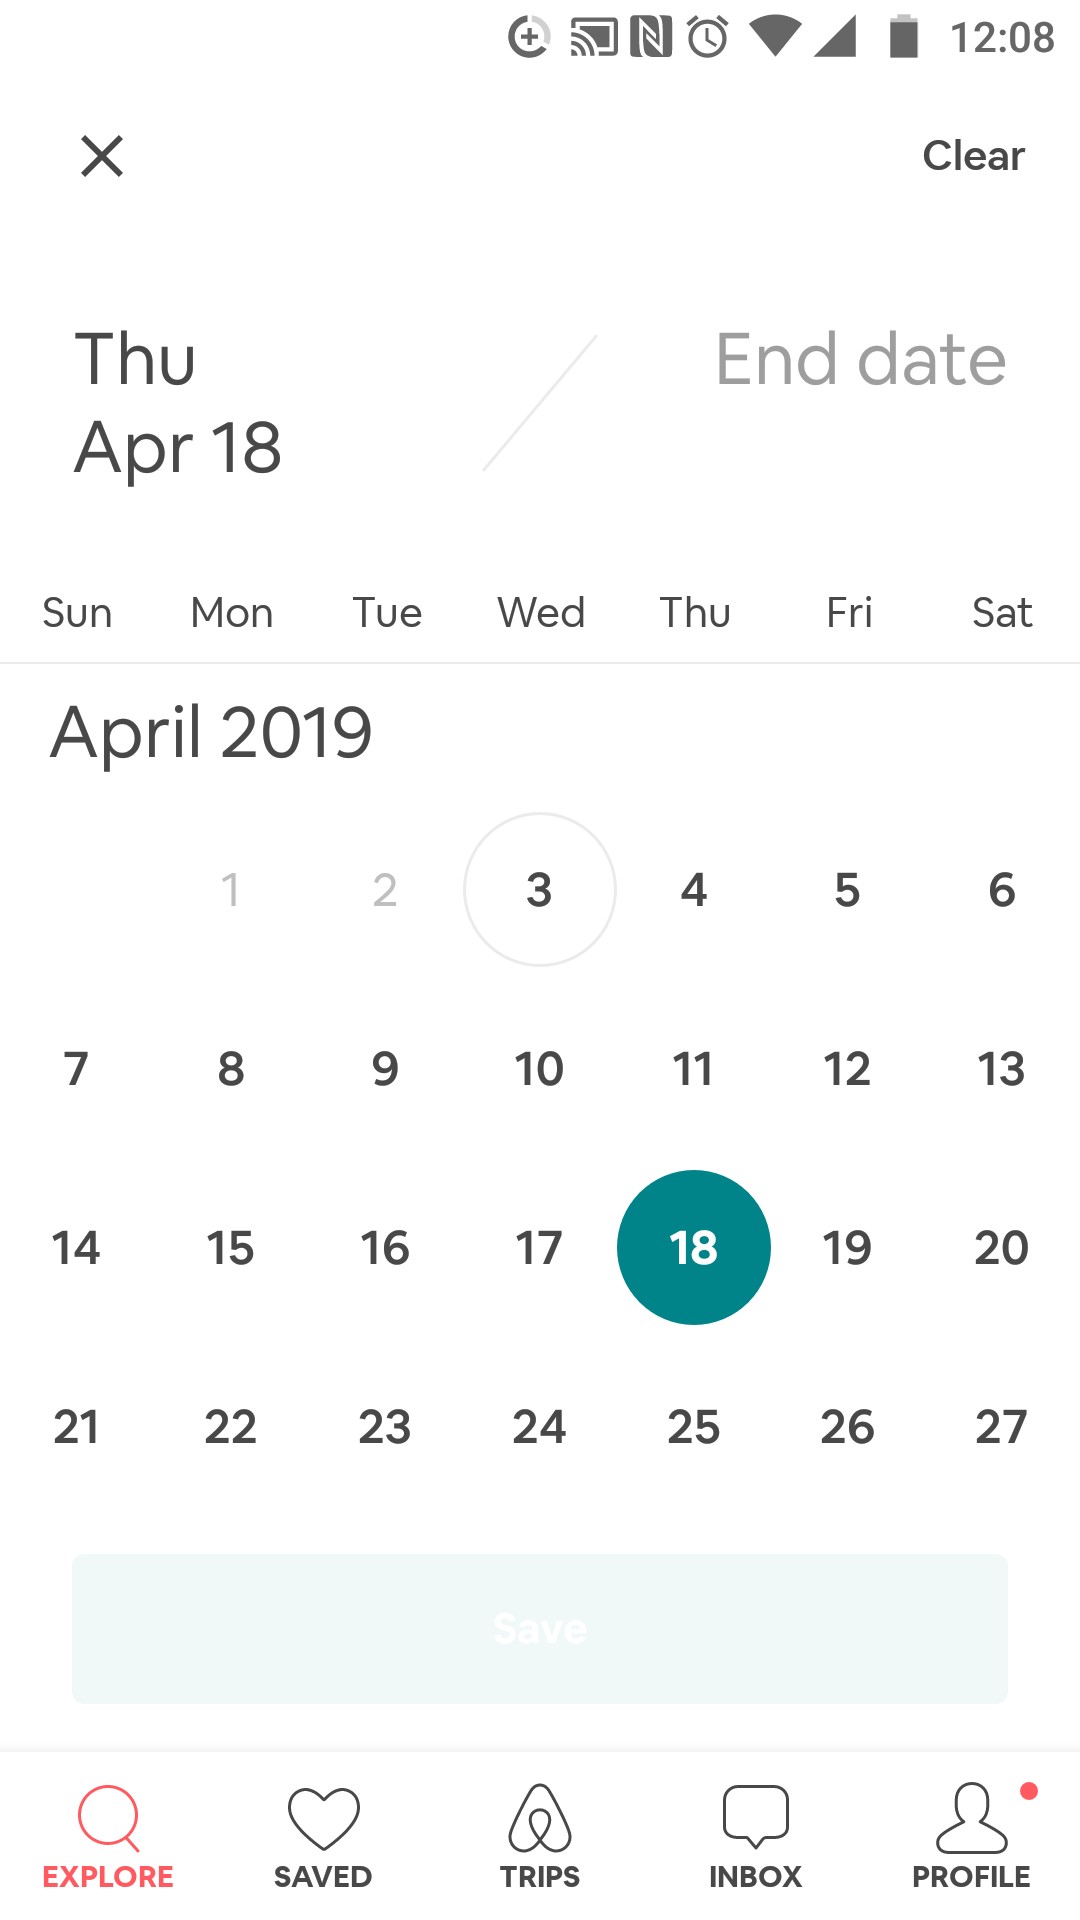 12:08
Clear
Thu
Apr 18
End date
Sun Mon Tue Wed Thu Fri Sat
April 2019
1 2 3 4 5 6
7 8 9 10 11 12 13
14 15 16 17 18 19 20
21 22 23 24 25 26 27
Save
EXPLORE SAVED TRIPS INBOX PROFILE